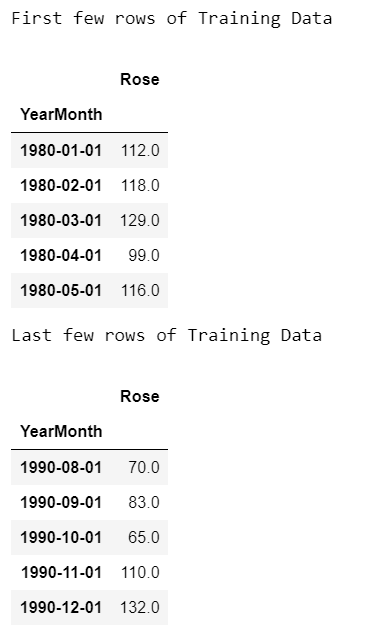 First few rows of Training Data
Rose
YearMonth
1980-01-01 112.0
1980-02-01 118.0
1980-03-01 129.0
1980-04-01 99.0
1980-05-01 116.0
Last few rows of Training Data
Rose
YearMonth
1990-08-01 70.0
1990-09-01 83.0
1990-10-01 65.0
1990-11-01 110.0
1990-12-01 132.0